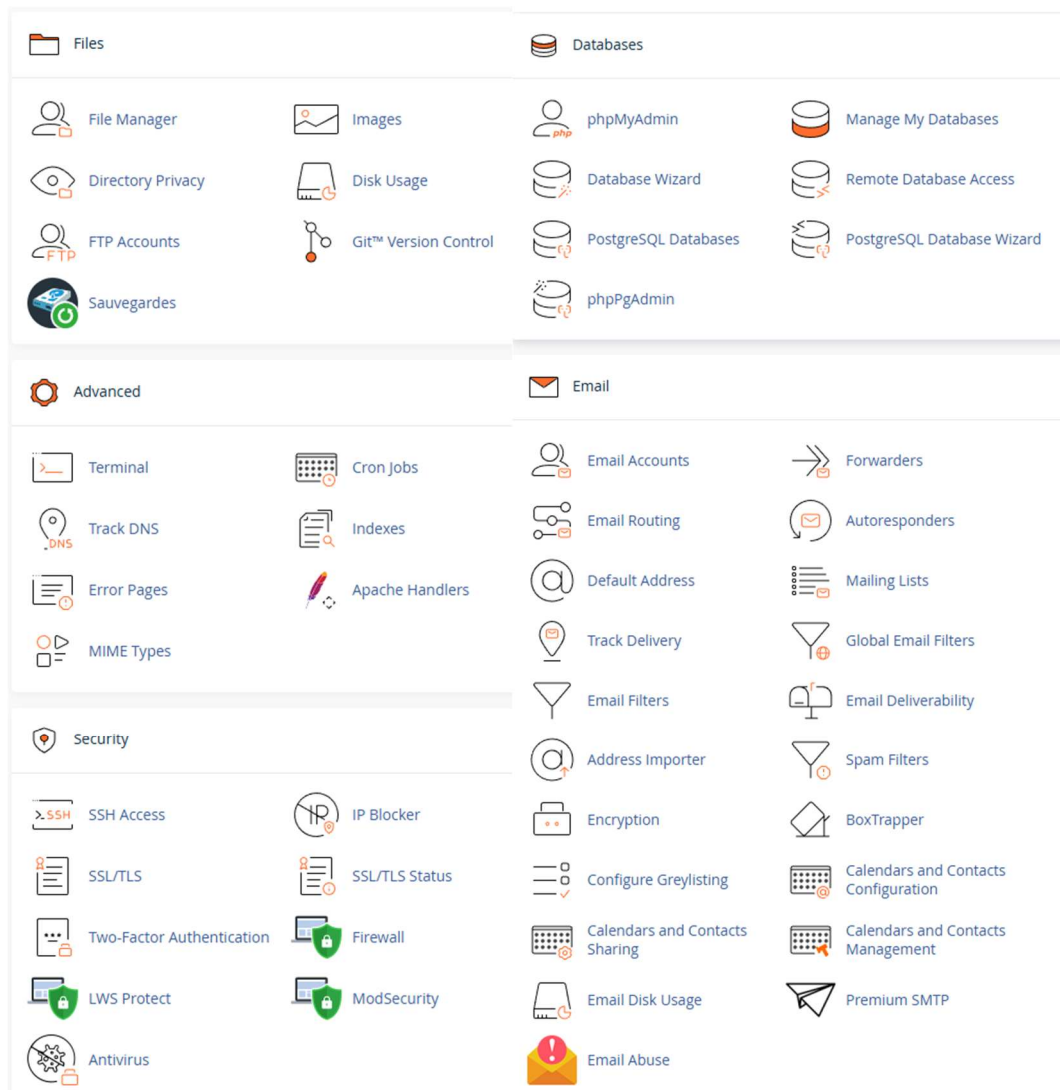 Files
File Manager
Images
Directory Privacy
Disk Usage
FTP
FTP Accounts
Git™ Version Control
Sauvegardes
Advanced
Terminal
Cron Jobs
DNS
Track DNS
Indexes
Error Pages
Apache Handlers
MIME Types
Security
>.SSH
SSH Access
IP
IP Blocker
SSL/TLS
SSL/TLS Status
Two-Factor Authentication
Firewall
LWS Protect
ModSecurity
Antivirus
Databases
php
phpMyAdmin
Manage My Databases
Database Wizard
Remote Database Access
PostgreSQL Databases
PostgreSQL Database Wizard
phpPgAdmin
Email
Email Accounts
Forwarders
Email Routing
Autoresponders
Default Address
Mailing Lists
Track Delivery
Global Email Filters
Email Filters
Email Deliverability
Address Importer
Spam Filters
Encryption
BoxTrapper
Configure Greylisting
Calendars and Contacts
Configuration
Calendars and Contacts
Sharing
Calendars and Contacts
Management
Email Disk Usage
Premium SMTP
Email Abuse